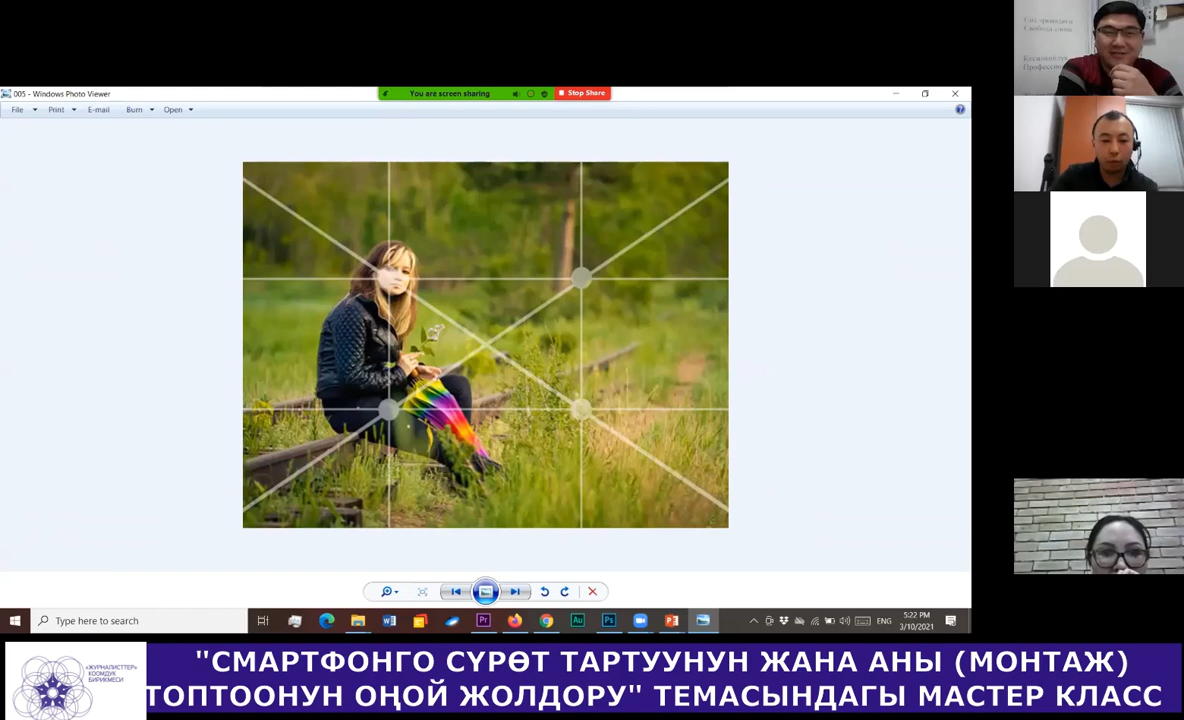 005 - Windows Photo Viewer
You are screen sharing
Stop Share
File
Print
E-mail
Burn
Open
Type here to search
ENG
5:22 PM
3/10/2021
"ЖУРНАЛИСТТЕР"
КООМДУК
БИРИКМЕСИ
"СМАРТФОНГО СҮРӨТ ТАРТУУНУН ЖАНА АНЫ (МОНТАЖ)
ТОПТООНУН ОҢОЙ ЖОЛДОРУ" ТЕМАСЫНДАГЫ МАСТЕР КЛАСС